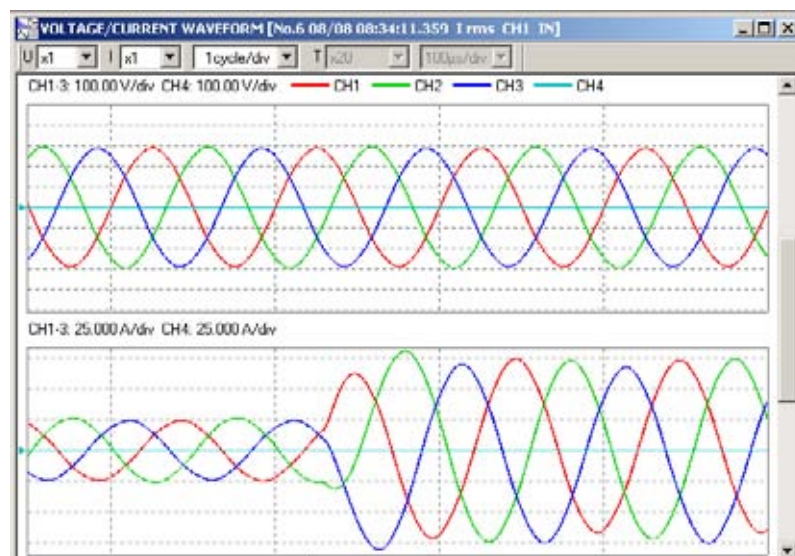 VOLTAGE/CURRENT WAVEFORM [No.6 08/08 08:34:11.359 I rms CH1 IN]
U x1 I x1 1cycle/div T x20 100µs/div
CH1-3: 100.00 V/div CH4: 100.00 V/div CH1 CH2 CH3 CH4
CH1-3: 25.000 A/div CH4: 25.000 A/div